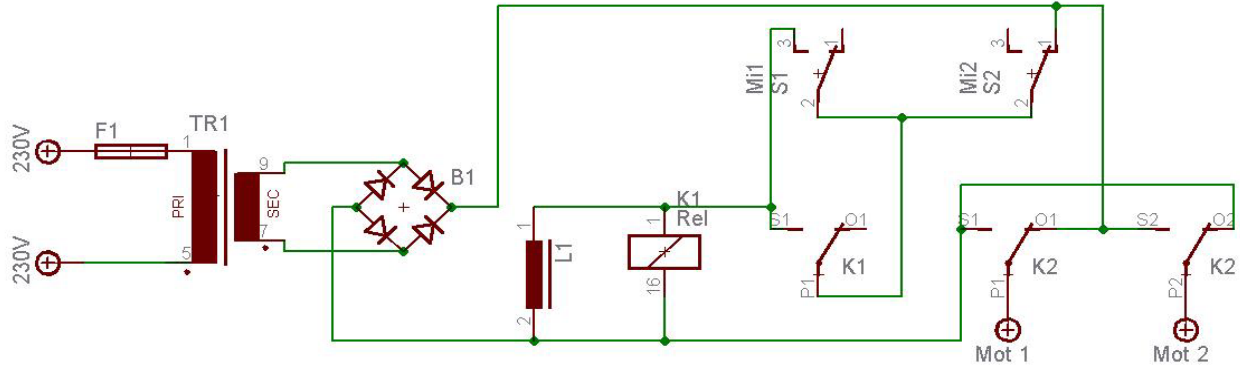 230V
F1
TR1
1
5
PRI
9
7
SEC
230V
B1
1
2
L1
K1
Rel
1
16
3
1
2
Mi1
S1
3
1
2
Mi2
S2
S1
O1
P1
K1
S1
O1
P1
K2
Mot 1
S2
O2
P2
K2
Mot 2